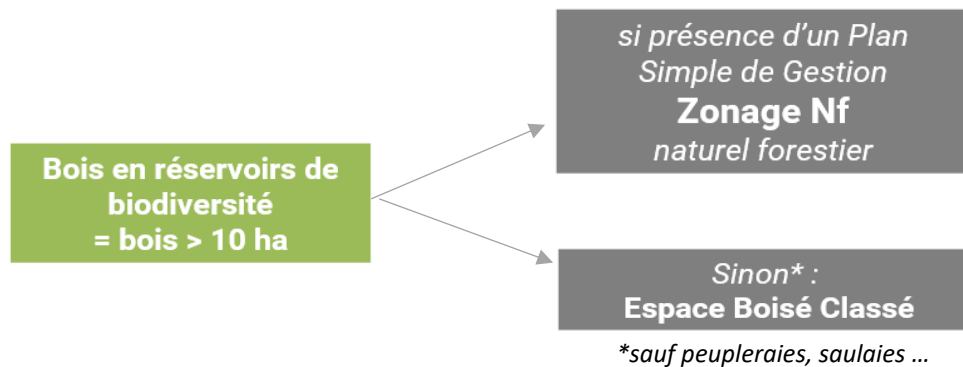 Bois en réservoirs de
biodiversité
= bois > 10 ha
si présence d'un Plan
Simple de Gestion
Zonage Nf
naturel forestier
Sinon* :
Espace Boisé Classé
*sauf peupleraies, saulaies ...